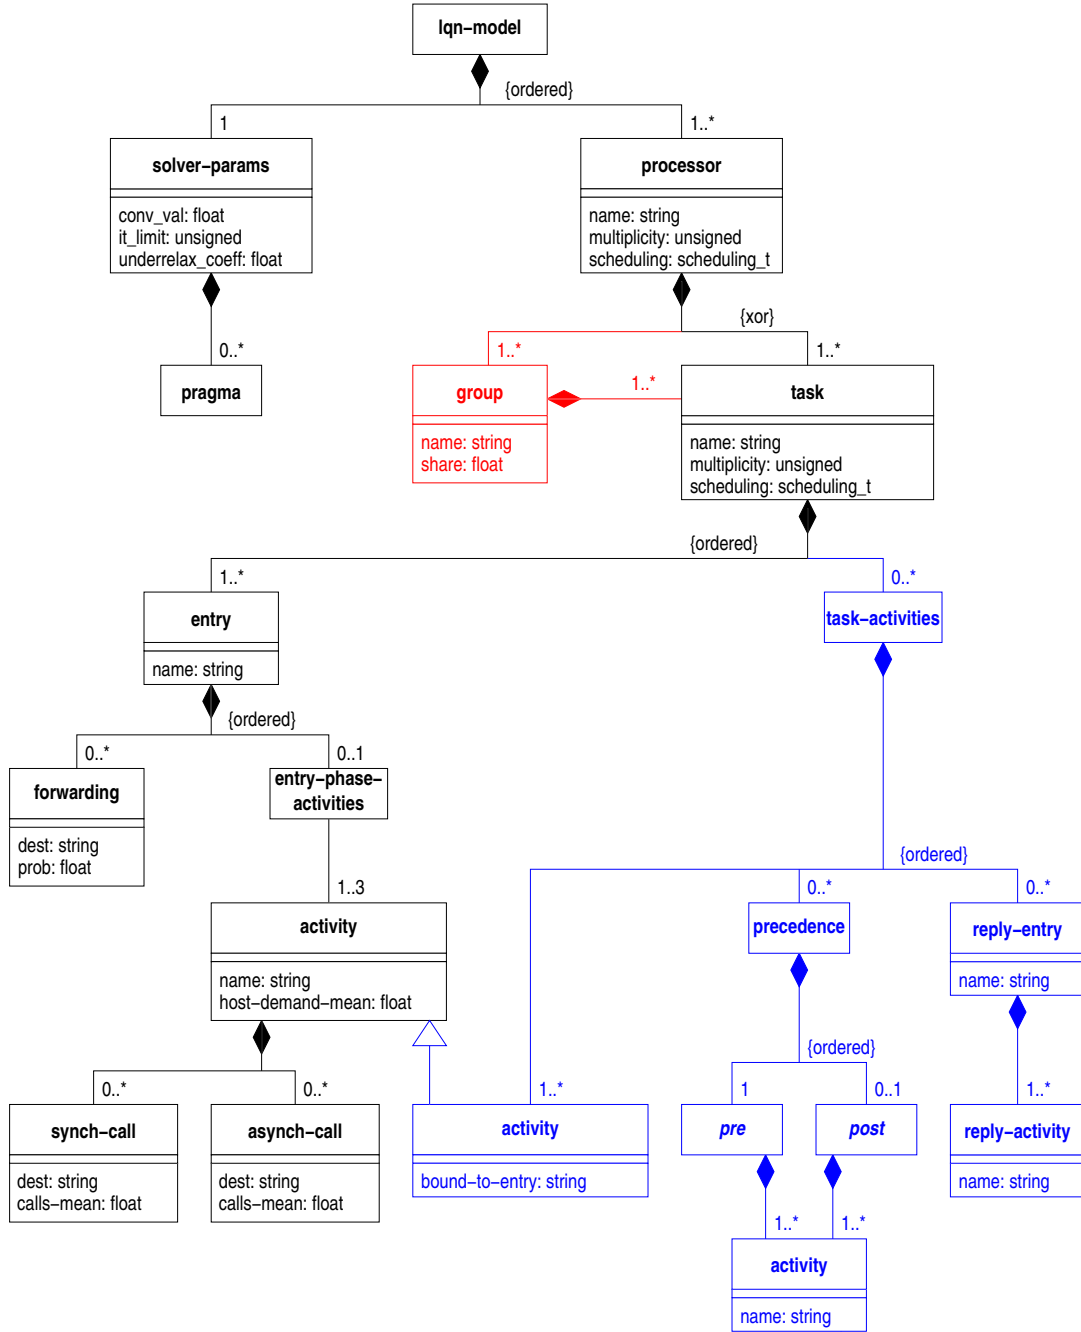 lqn−model
{ordered}
1
1..*
solver−params
conv_val: float
it_limit: unsigned
underrelax_coeff: float
processor
name: string
multiplicity: unsigned
scheduling: scheduling_t
{xor}
0..*
1..*
1..*
pragma
group
name: string
share: float
1..*
task
name: string
multiplicity: unsigned
scheduling: scheduling_t
{ordered}
1..*
0..*
entry
name: string
task−activities
{ordered}
0..*
0..1
forwarding
dest: string
prob: float
entry−phase−
activities
1..3
{ordered}
0..*
0..*
activity
name: string
host−demand−mean: float
precedence
reply−entry
name: string
{ordered}
0..*
0..*
1..*
1
0..1
1..*
synch−call
dest: string
calls−mean: float
asynch−call
dest: string
calls−mean: float
activity
bound−to−entry: string
pre
post
reply−activity
name: string
1..*
1..*
activity
name: string